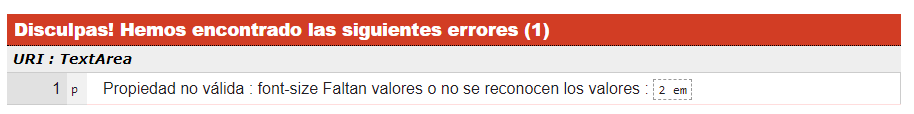 Disculpas! Hemos encontrado las siguientes errores (1)
URI : TextArea
1 p Propiedad no válida : font-size Faltan valores o no se reconocen los valores : 2 em